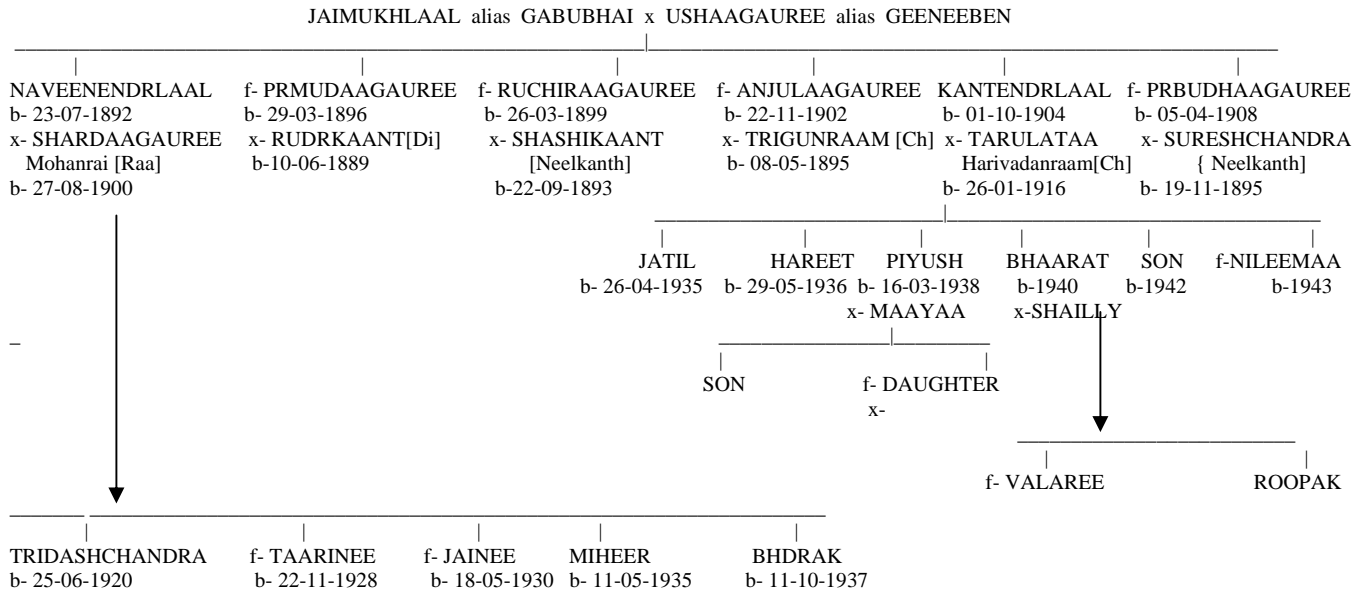 JAIMUKHLAAL alias GABUBHAI x USHAAGAUREE alias GEENEEBEN
NAVEENENDRLAAL f- PRMUDAAGAUREE f- RUCHIRAAGAUREE f- ANJULAAGAUREE KANTENDRLAAL f- PRBUDHAAGAUREE
b- 23-07-1892 b- 29-03-1896 b- 26-03-1899 b- 22-11-1902 b- 01-10-1904 b- 05-04-1908
x- SHARDAAGAUREE x- RUDRKAANT[Di] x- SHASHIKAANT x- TRIGUNRAAM [Ch] x- TARULATAA x- SURESHCHANDRA
Mohanrai [Raa] b-10-06-1889 [Neelkanth] b- 08-05-1895 Harivadanraam[Ch] { Neelkanth]
b- 27-08-1900 b-22-09-1893 b- 26-01-1916 b- 19-11-1895
JATIL HAREET PIYUSH BHAARAT SON f-NILEEMAA
b- 26-04-1935 b- 29-05-1936 b- 16-03-1938 b-1940 b-1942 b-1943
x- MAAYAA x-SHAILLY
SON f- DAUGHTER
x-
f- VALAREE ROOPAK
TRIDASHCHANDRA f- TAARINEE f- JAINEE MIHEER BHDRAK
b- 25-06-1920 b- 22-11-1928 b- 18-05-1930 b- 11-05-1935 b- 11-10-1937